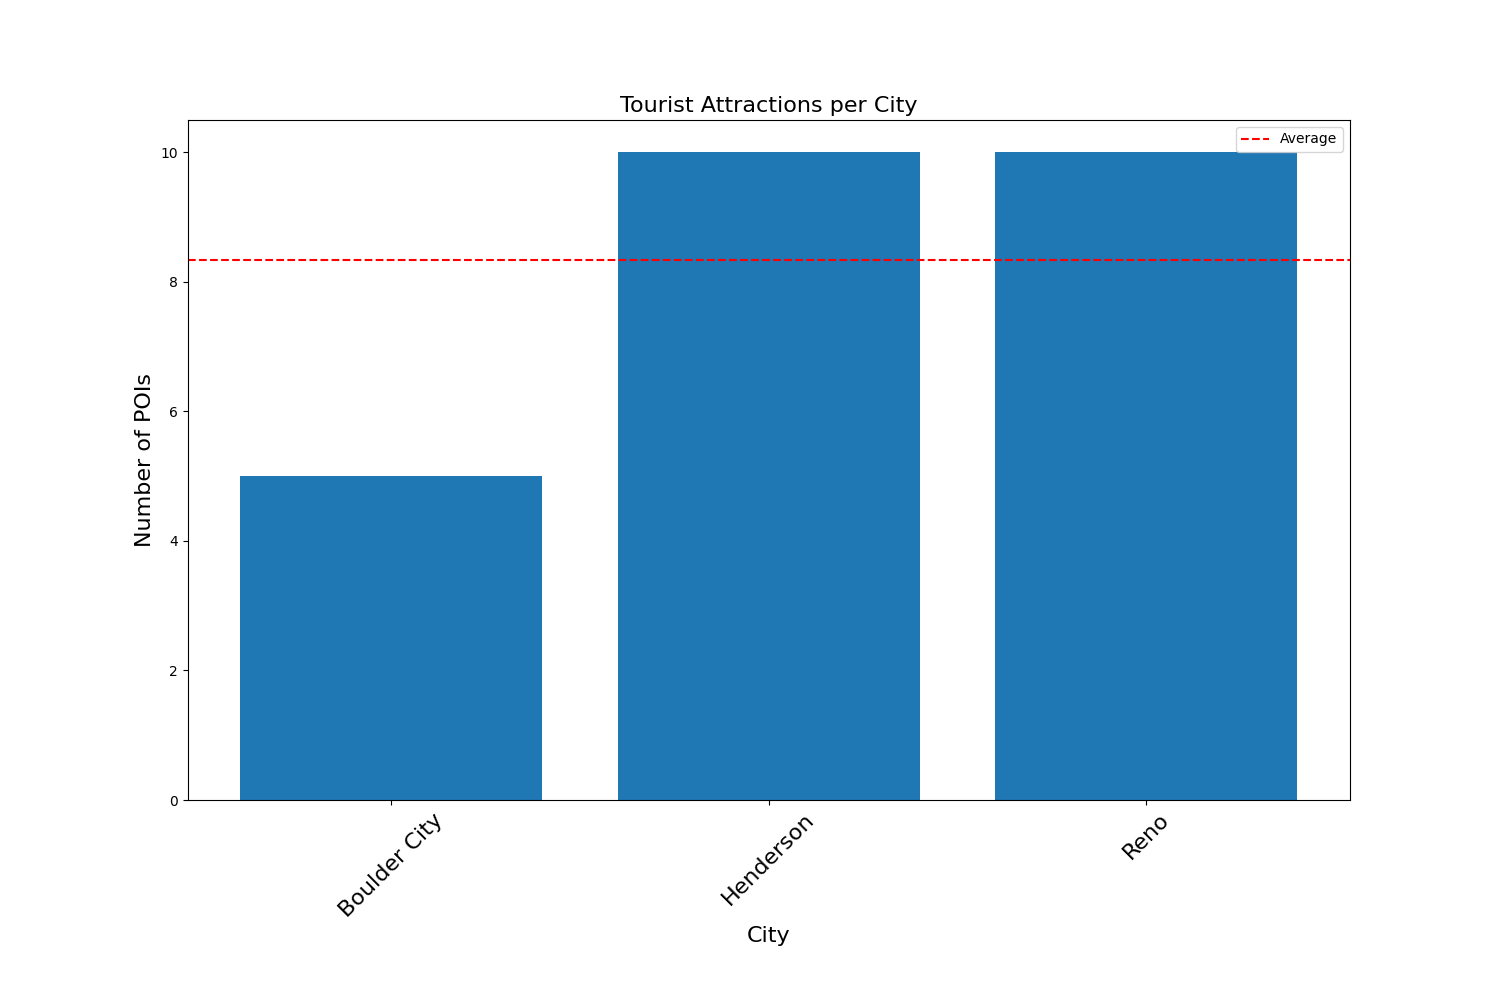 Tourist Attractions per City
Average
Number of POIs
10
8
6
4
2
0
Boulder City
Henderson
Reno
City